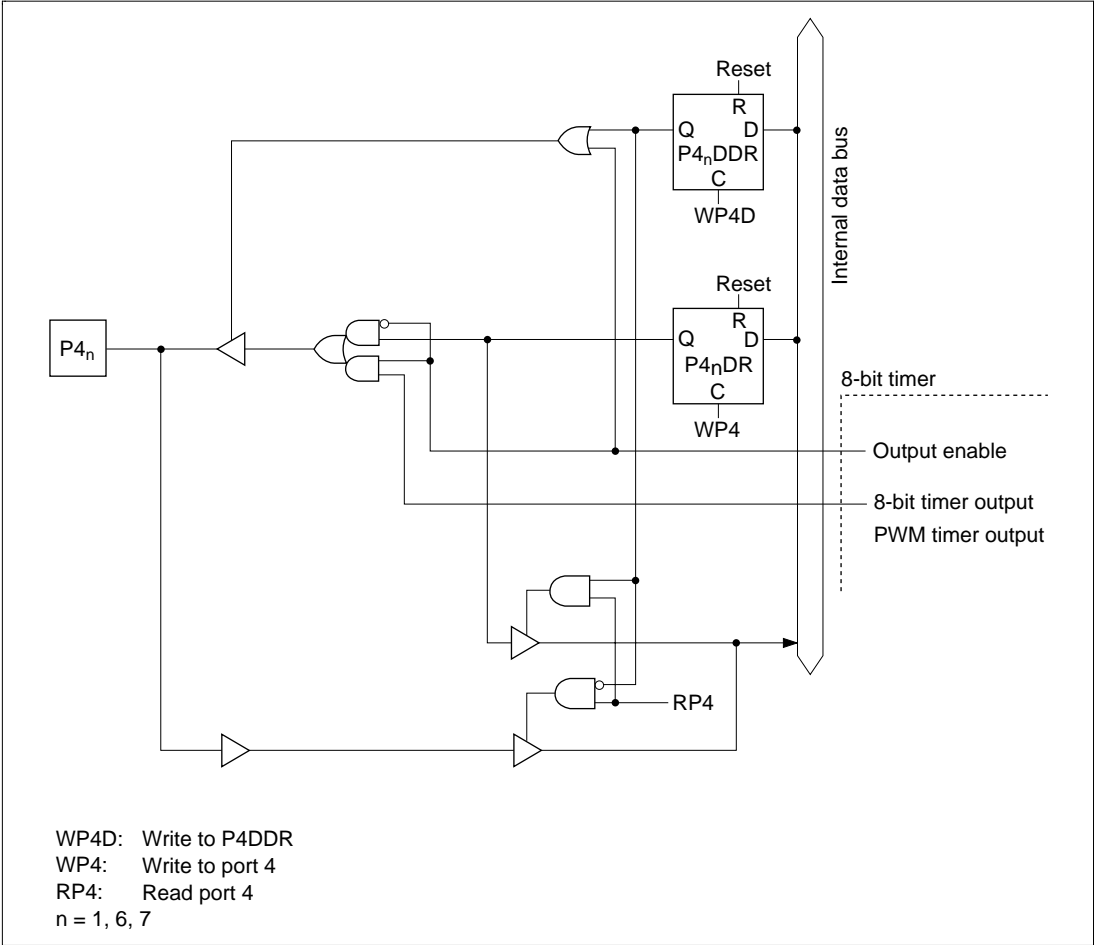 Reset
R
Q D
P4nDDR
C
WP4D
Internal data bus
Reset
R
Q D
P4nDR
C
WP4
P4n
8-bit timer
Output enable
8-bit timer output
PWM timer output
RP4
WP4D: Write to P4DDR
WP4: Write to port 4
RP4: Read port 4
n = 1, 6, 7